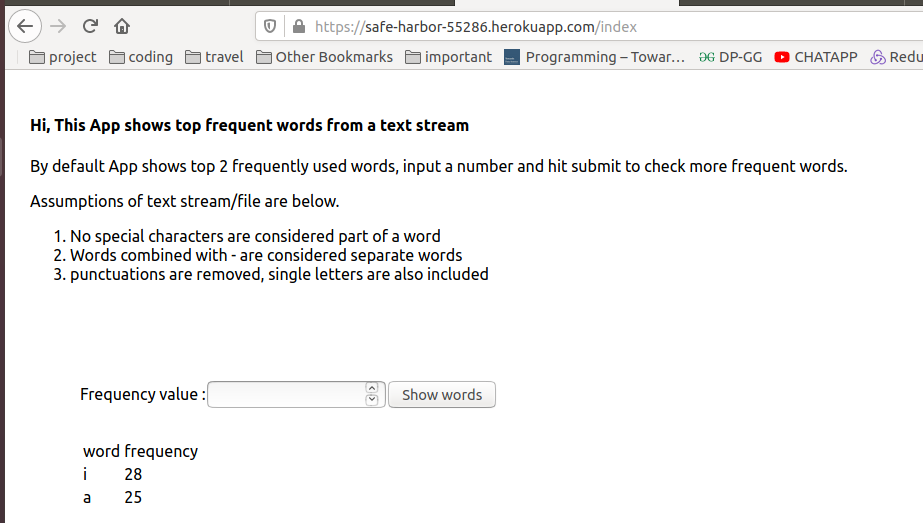 https://safe-harbor-55286.herokuapp.com/index
project coding travel Other Bookmarks important Programming – Towar... DP-GG CHATAPP Redu
Hi, This App shows top frequent words from a text stream
By default App shows top 2 frequently used words, input a number and hit submit to check more frequent words.
Assumptions of text stream/file are below.
1. No special characters are considered part of a word
2. Words combined with - are considered separate words
3. punctuations are removed, single letters are also included
Frequency value : Show words
word frequency
i 28
a 25